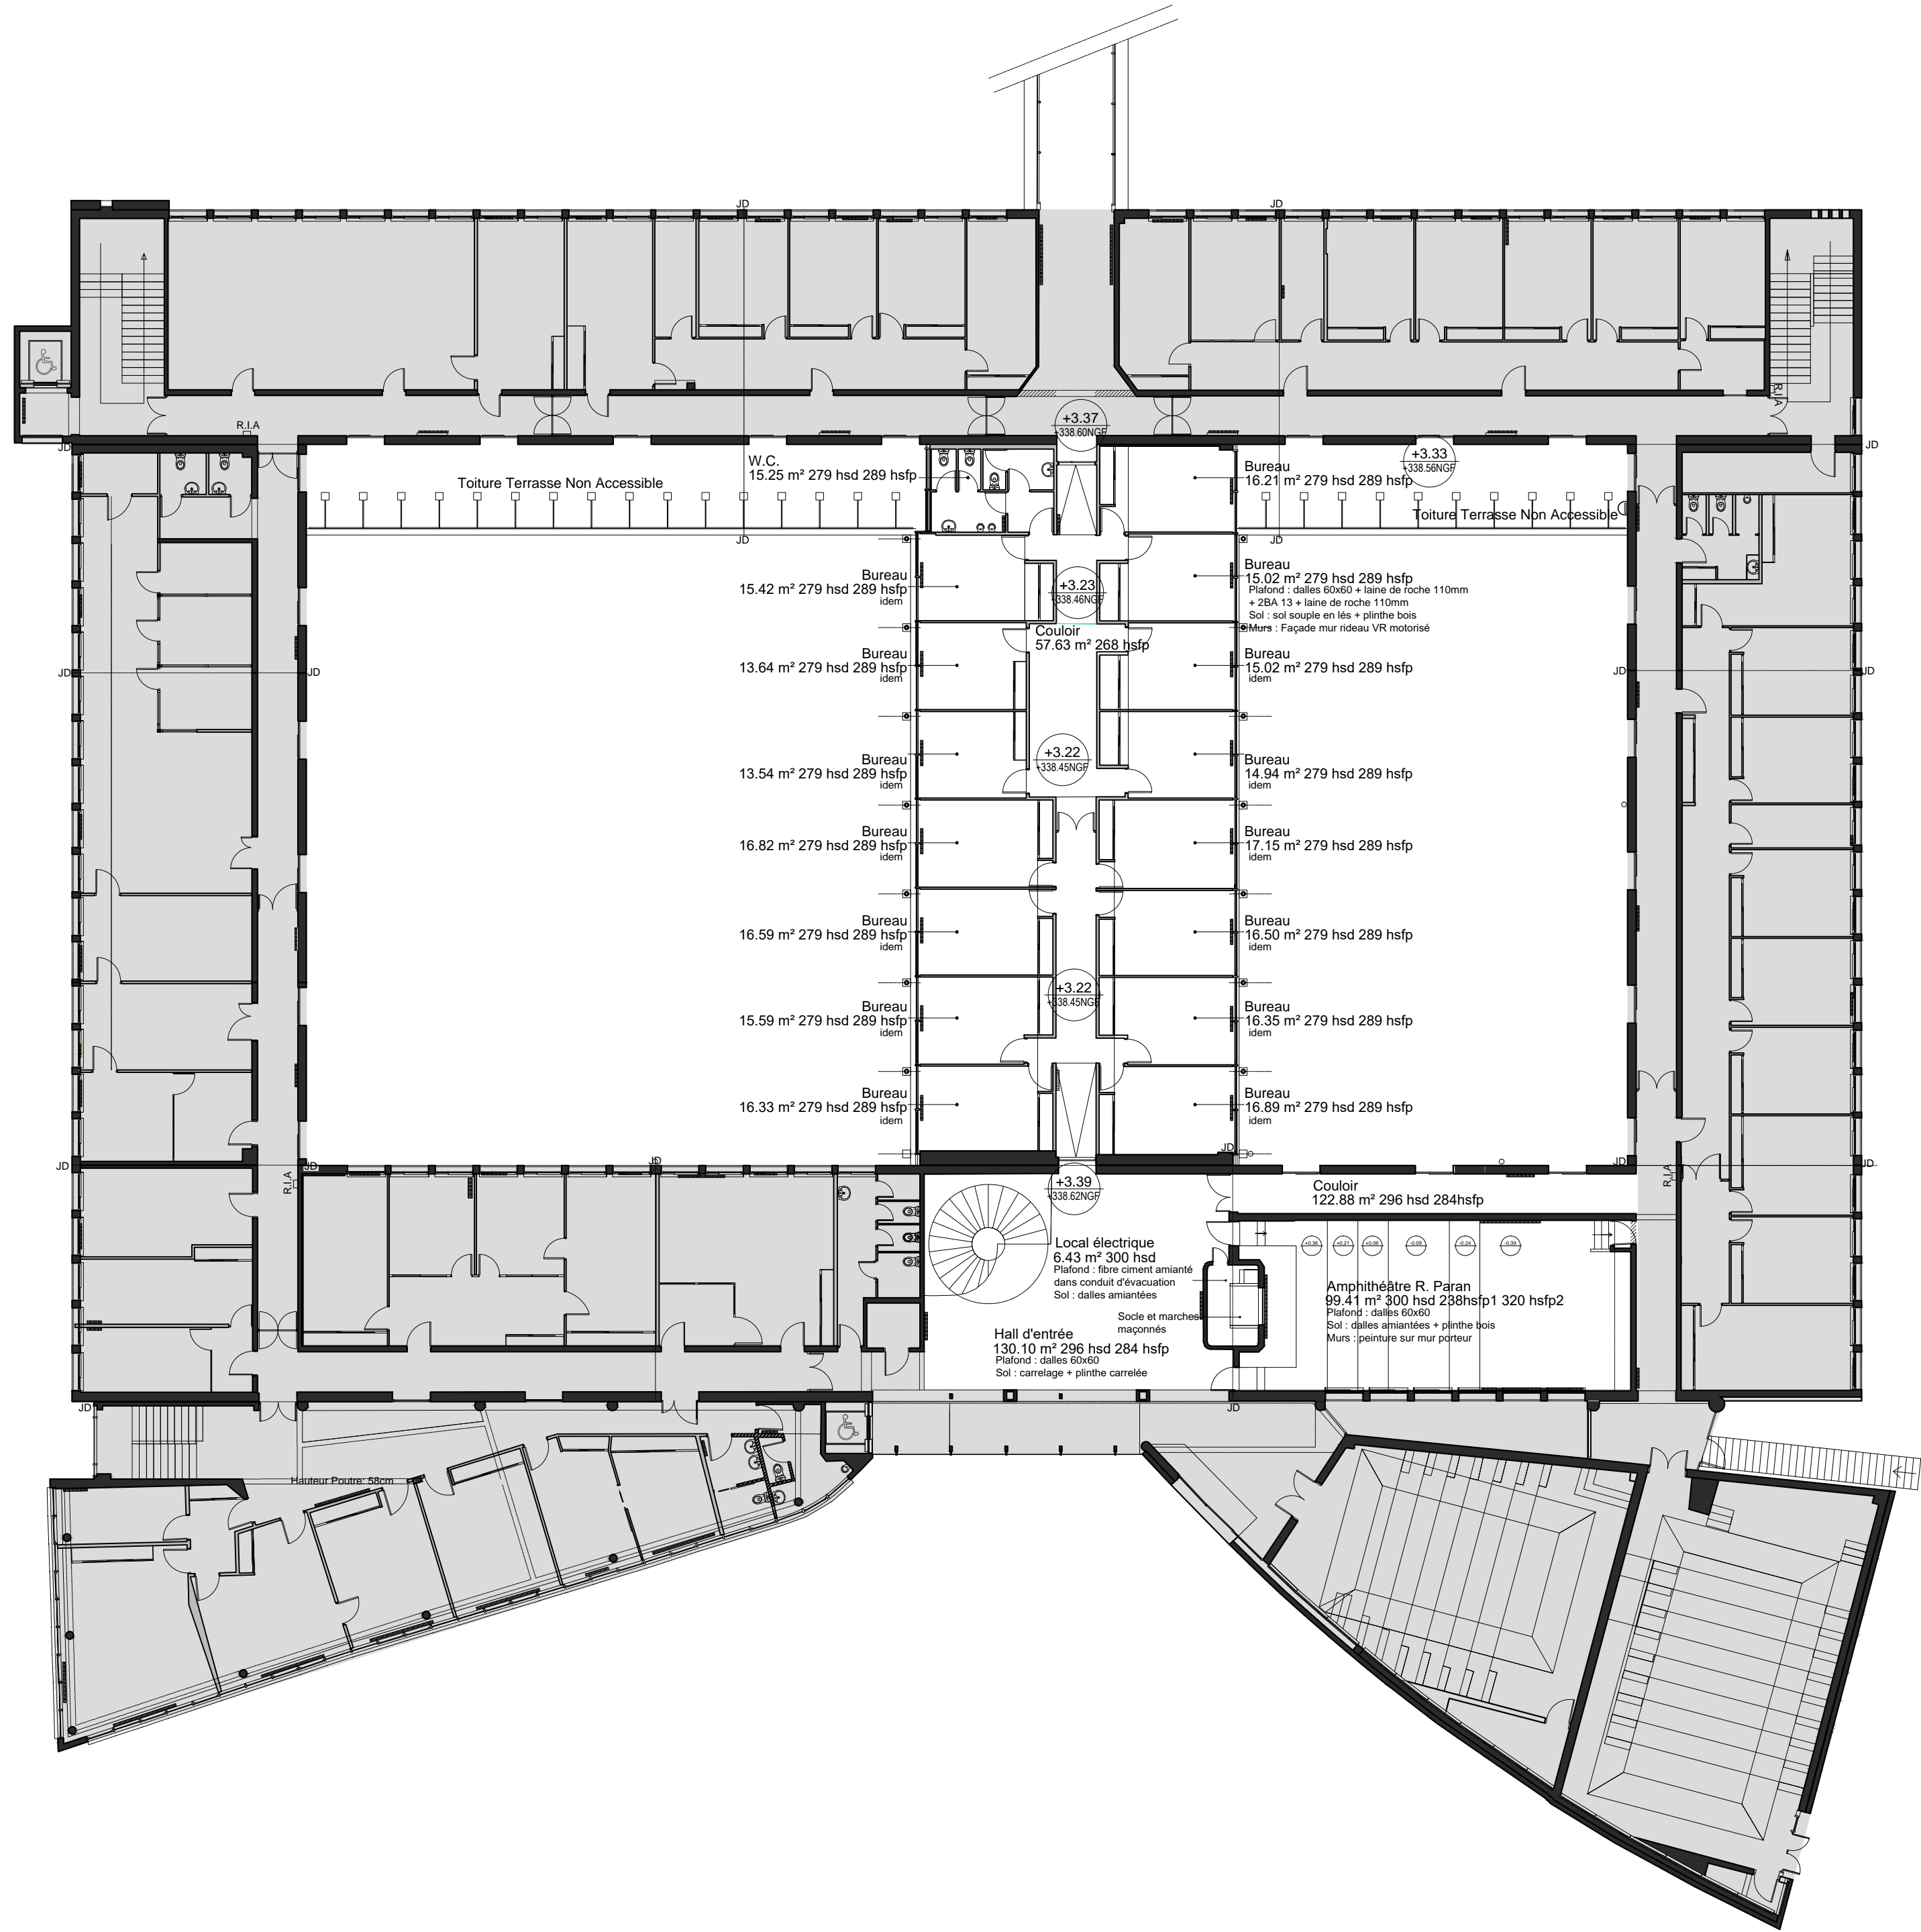 JD
JD
+3.37
+338.60NGF
R.I.A
R.I.A
JD
JD
W.C.
15.25 m² 279 hsd 289 hsfp
Bureau
16.21 m² 279 hsd 289 hsfp
+3.33
+338.56NGF
Toiture Terrasse Non Accessible
Toiture Terrasse Non Accessible
JD
JD
Bureau
15.42 m² 279 hsd 289 hsfp
idem
+3.23
+338.46NGF
Bureau
15.02 m² 279 hsd 289 hsfp
Plafond : dalles 60x60 + laine de roche 110mm
+ 2BA 13 + laine de roche 110mm
Sol : sol souple en lés + plinthe bois
Murs : Façade mur rideau VR motorisé
Couloir
57.63 m² 268 hsfp
JD
JD
Bureau
13.64 m² 279 hsd 289 hsfp
idem
Bureau
15.02 m² 279 hsd 289 hsfp
idem
JD
JD
Bureau
13.54 m² 279 hsd 289 hsfp
idem
+3.22
+338.45NGF
Bureau
14.94 m² 279 hsd 289 hsfp
idem
Bureau
16.82 m² 279 hsd 289 hsfp
idem
Bureau
17.15 m² 279 hsd 289 hsfp
idem
Bureau
16.59 m² 279 hsd 289 hsfp
idem
Bureau
16.50 m² 279 hsd 289 hsfp
idem
Bureau
15.59 m² 279 hsd 289 hsfp
idem
+3.22
+338.45NGF
Bureau
16.35 m² 279 hsd 289 hsfp
idem
Bureau
16.33 m² 279 hsd 289 hsfp
idem
Bureau
16.89 m² 279 hsd 289 hsfp
idem
JD
JD
JD
JD
JD
JD
R.I.A
R.I.A
+3.39
+338.62NGF
Couloir
122.88 m² 296 hsd 284hsfp
+0.36
+0.21
+0.06
-0.09
-0.24
-0.39
Local électrique
6.43 m² 300 hsd
Plafond : fibre ciment amianté
dans conduit d'évacuation
Sol : dalles amiantées
Socle et marches
maçonnés
Amphithéâtre R. Paran
99.41 m² 300 hsd 238hsfp1 320 hsfp2
Plafond : dalles 60x60
Sol : dalles amiantées + plinthe bois
Murs : peinture sur mur porteur
Hall d'entrée
130.10 m² 296 hsd 284 hsfp
Plafond : dalles 60x60
Sol : carrelage + plinthe carrelée
JD
JD
Hauteur Poutre: 58cm